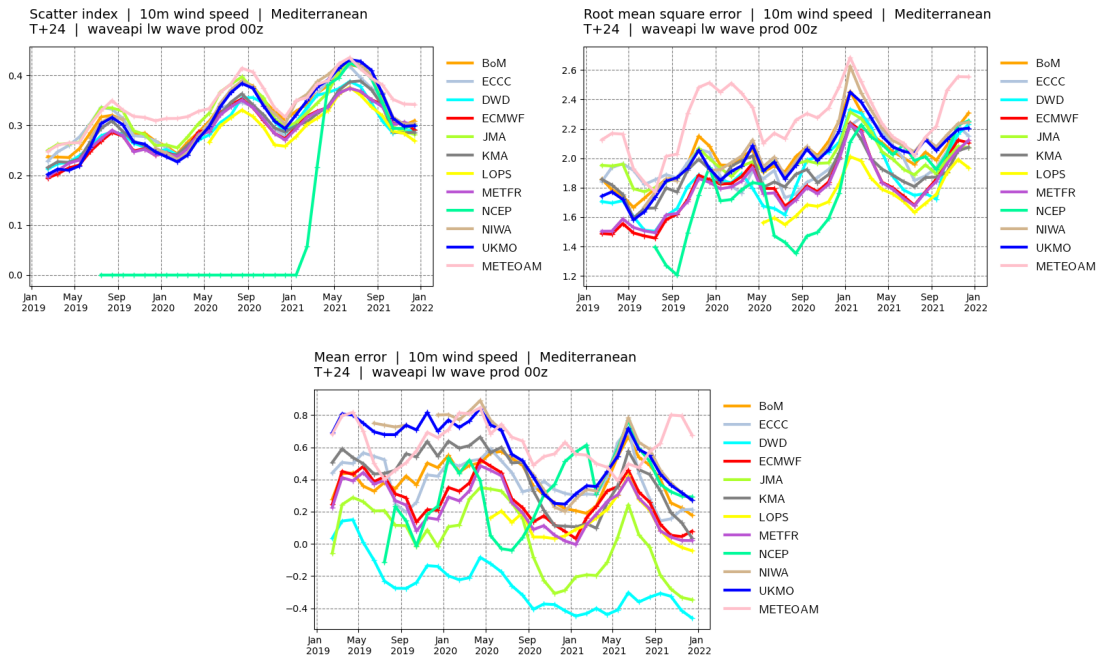 Scatter index | 10m wind speed | Mediterranean
T+24 | waveapi lw wave prod 00z
0.4
0.3
0.2
0.1
0.0
Jan 2019
May 2019
Sep 2019
Jan 2020
May 2020
Sep 2020
Jan 2021
May 2021
Sep 2021
Jan 2022
BoM
ECCC
DWD
ECMWF
JMA
KMA
LOPS
METFR
NCEP
NIWA
UKMO
METEOAM
Root mean square error | 10m wind speed | Mediterranean
T+24 | waveapi lw wave prod 00z
2.6
2.4
2.2
2.0
1.8
1.6
1.4
1.2
Jan 2019
May 2019
Sep 2019
Jan 2020
May 2020
Sep 2020
Jan 2021
May 2021
Sep 2021
Jan 2022
BoM
ECCC
DWD
ECMWF
JMA
KMA
LOPS
METFR
NCEP
NIWA
UKMO
METEOAM
Mean error | 10m wind speed | Mediterranean
T+24 | waveapi lw wave prod 00z
0.8
0.6
0.4
0.2
0.0
−0.2
−0.4
Jan 2019
May 2019
Sep 2019
Jan 2020
May 2020
Sep 2020
Jan 2021
May 2021
Sep 2021
Jan 2022
BoM
ECCC
DWD
ECMWF
JMA
KMA
LOPS
METFR
NCEP
NIWA
UKMO
METEOAM